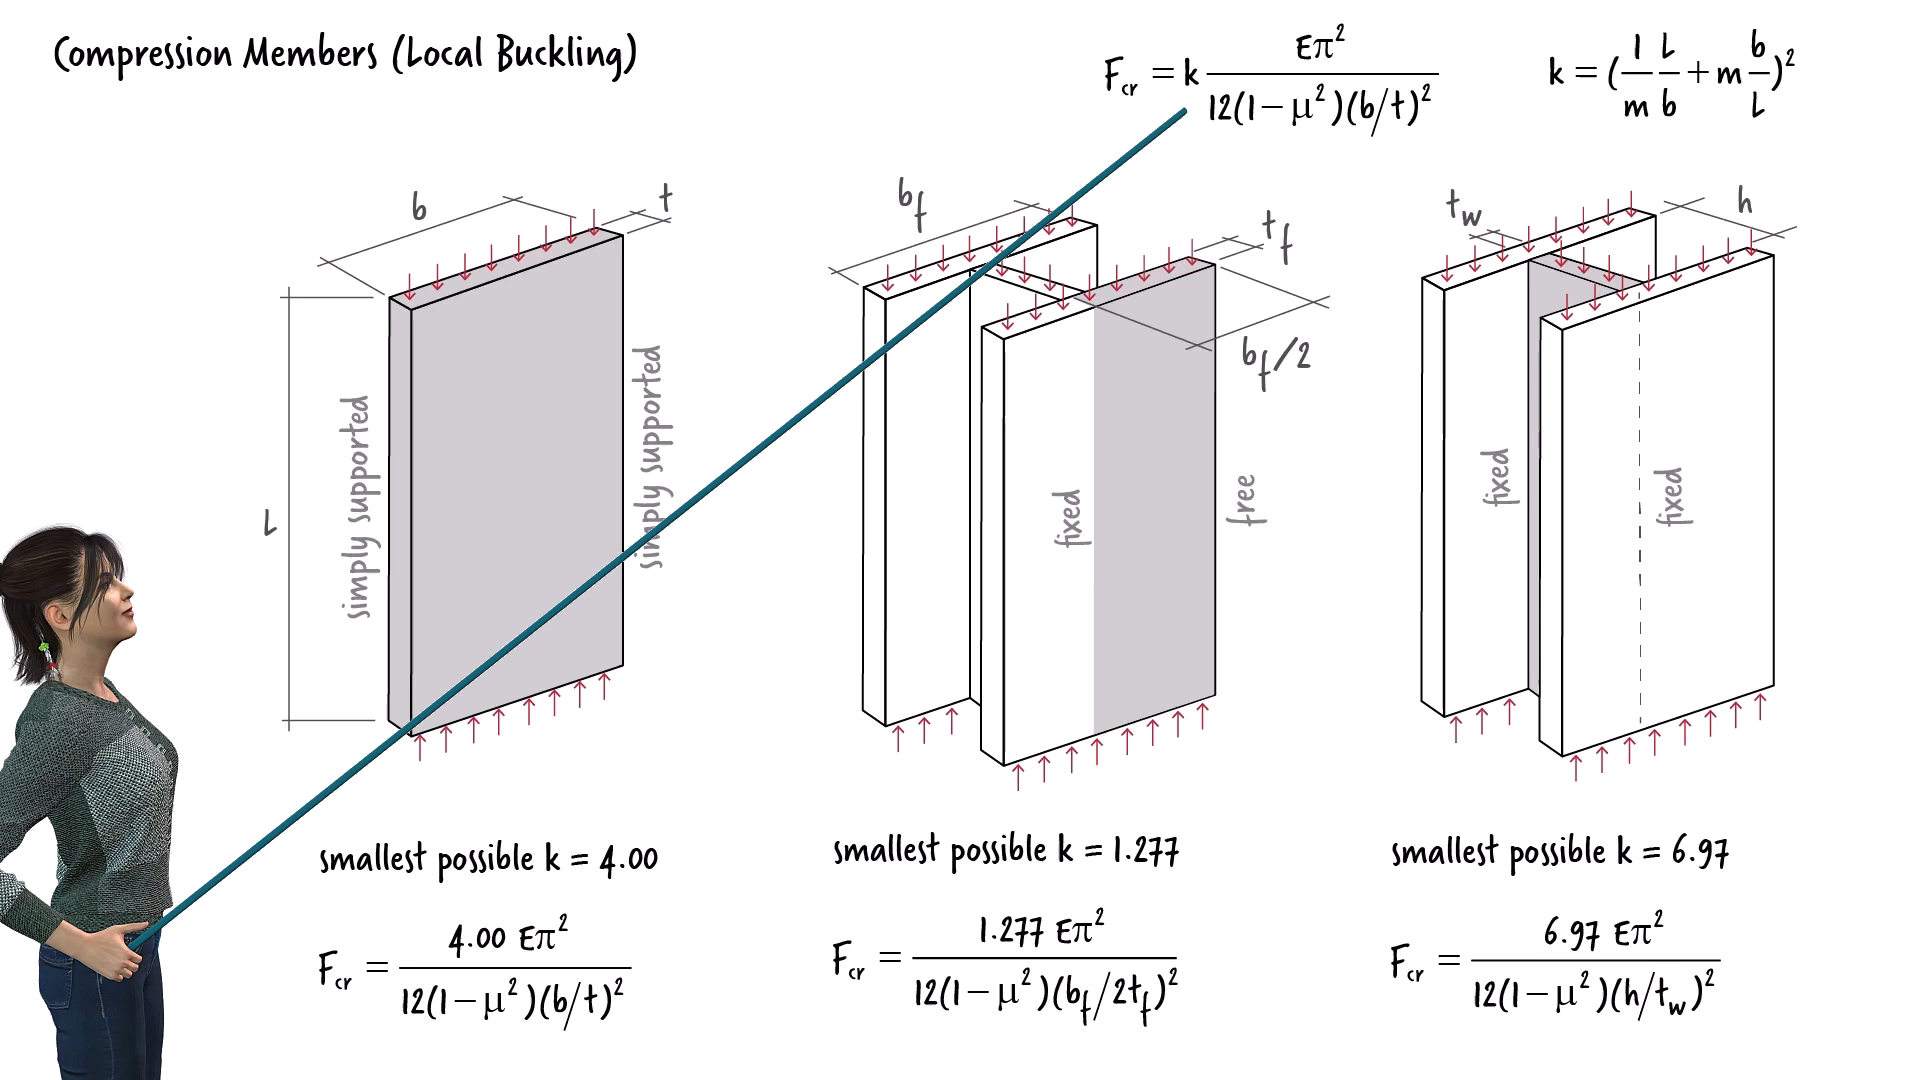 Compression Members (Local Buckling)
F_cr = k Eπ² / 12(1−μ²)(b/t)²
k = (1/m L/b + m b/L)²
b
t
L
simply supported
simply supported
b_f
t_f
b_f/2
fixed
free
t_w
h
fixed
fixed
smallest possible k = 4.00
F_cr = 4.00 Eπ² / 12(1−μ²)(b/t)²
smallest possible k = 1.277
F_cr = 1.277 Eπ² / 12(1−μ²)(b_f/2t_f)²
smallest possible k = 6.97
F_cr = 6.97 Eπ² / 12(1−μ²)(h/t_w)²